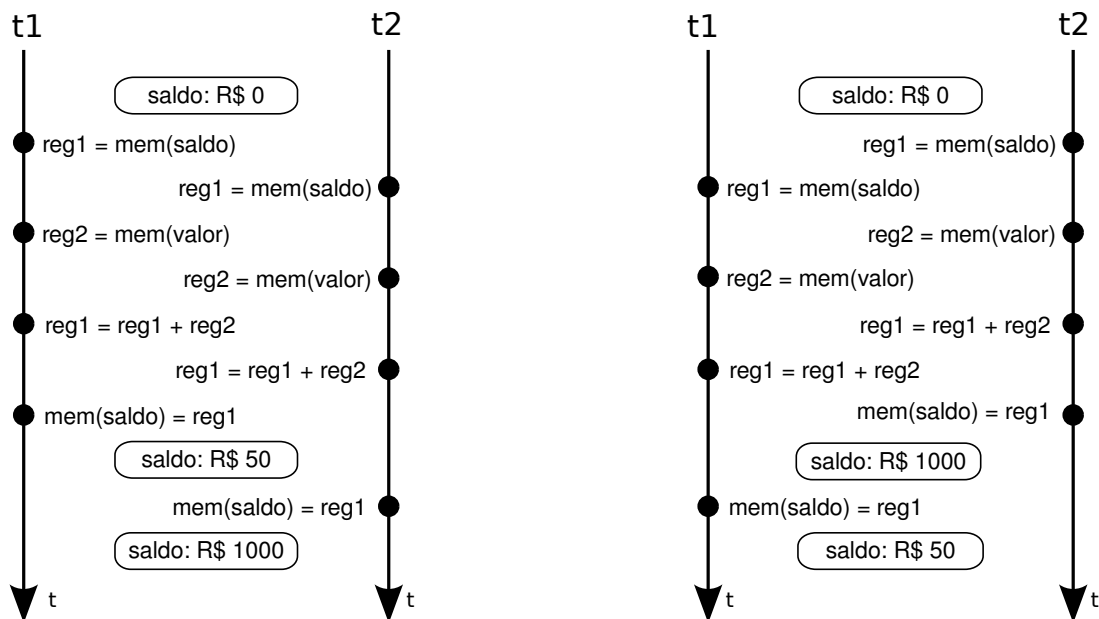 t1
t2
saldo: R$ 0
reg1 = mem(saldo)
reg1 = mem(saldo)
reg2 = mem(valor)
reg2 = mem(valor)
reg1 = reg1 + reg2
reg1 = reg1 + reg2
mem(saldo) = reg1
saldo: R$ 50
mem(saldo) = reg1
saldo: R$ 1000
t
t
t1
t2
saldo: R$ 0
reg1 = mem(saldo)
reg1 = mem(saldo)
reg2 = mem(valor)
reg2 = mem(valor)
reg1 = reg1 + reg2
reg1 = reg1 + reg2
mem(saldo) = reg1
saldo: R$ 1000
mem(saldo) = reg1
saldo: R$ 50
t
t